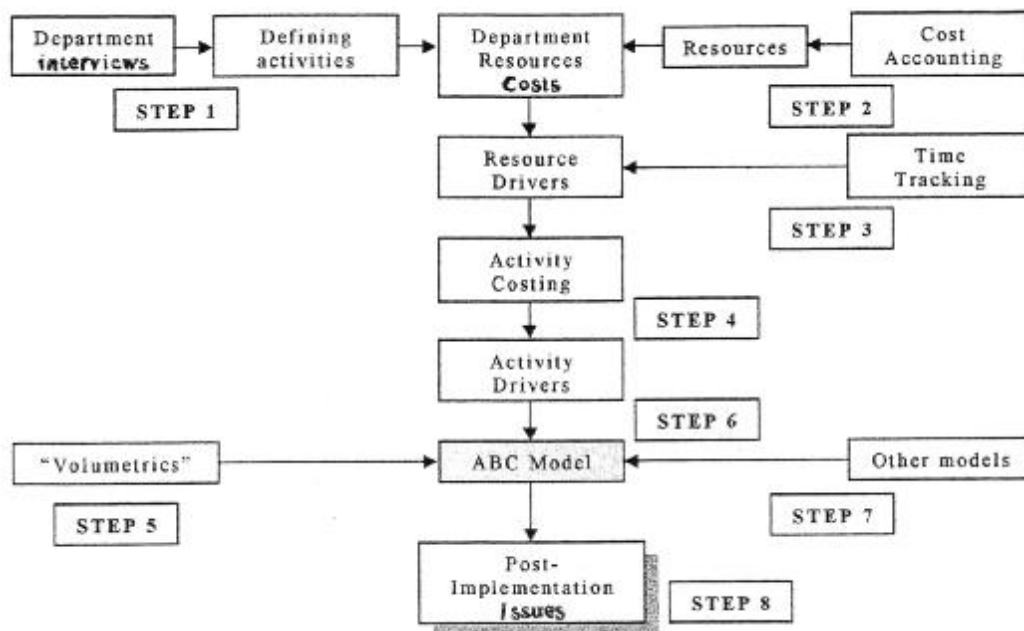 Department
interviews
Defining
activities
Department
Resources
Costs
Resources
Cost
Accounting
STEP 1
STEP 2
Resource
Drivers
Time
Tracking
STEP 3
Activity
Costing
STEP 4
Activity
Drivers
STEP 6
"Volumetrics"
ABC Model
Other models
STEP 5
STEP 7
Post-
Implementation
issues
STEP 8